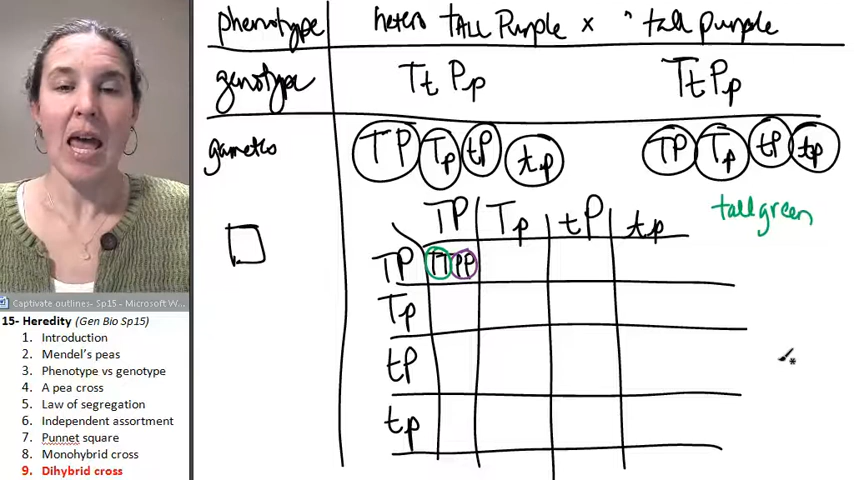 phenotype hetero TALL Purple x " tall purple
genotype Tt Pp Tt Pp
gametes TP Tp tP tp TP Tp tP tp
tall green
TP Tp tP tp
TP TTPP
Tp
tP
tp
Captivate outlines- Sp15 - Microsoft W...
15- Heredity (Gen Bio Sp15)
1. Introduction
2. Mendel's peas
3. Phenotype vs genotype
4. A pea cross
5. Law of segregation
6. Independent assortment
7. Punnet square
8. Monohybrid cross
9. Dihybrid cross